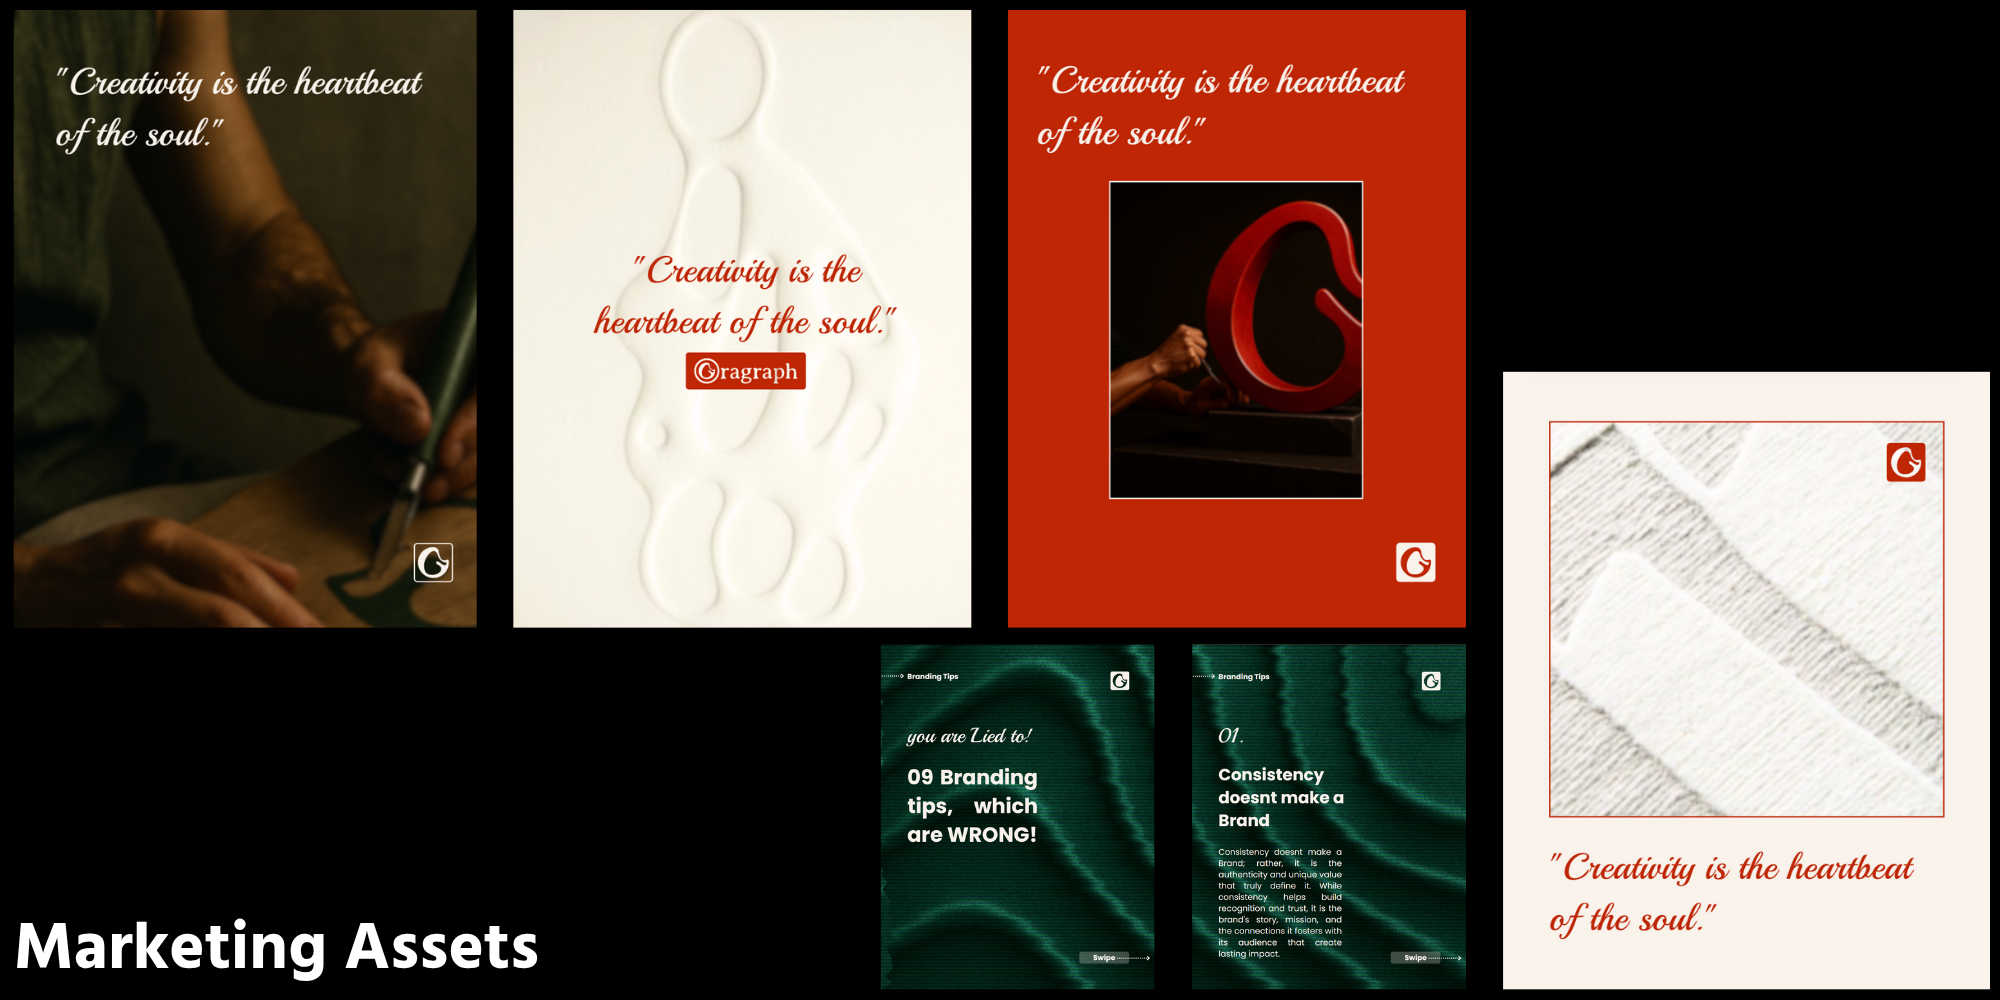 "Creativity is the heartbeat
of the soul."
"Creativity is the
heartbeat of the soul."
Gragraph
"Creativity is the heartbeat
of the soul."
Branding Tips
you are Lied to!
09 Branding
tips, which
are WRONG!
Swipe
Branding Tips
01.
Consistency
doesnt make a
Brand
Consistency doesnt make a
Brand; rather, it is the
authenticity and unique value
that truly define it. While
consistency helps build
recognition and trust, it is the
brand's story, mission, and
the connections it fosters with
its audience that create
lasting impact.
Swipe
"Creativity is the heartbeat
of the soul."
Marketing Assets